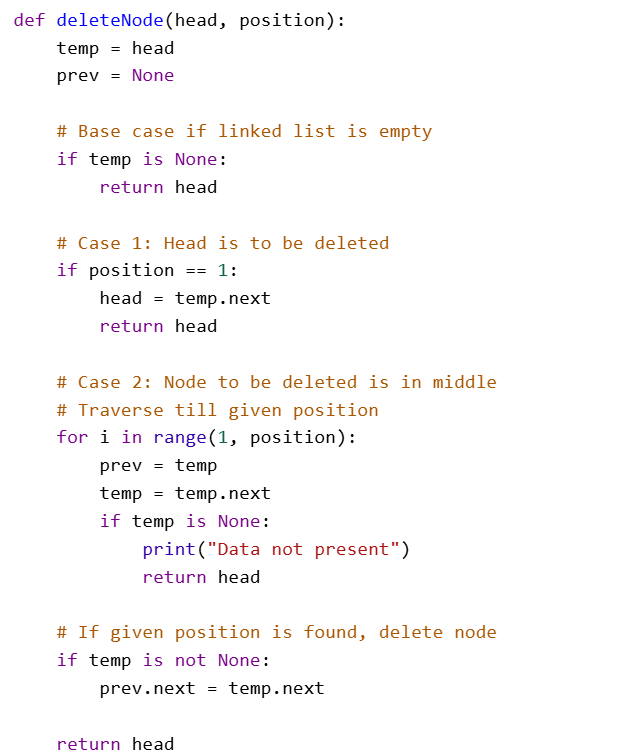 def deleteNode(head, position):
    temp = head
    prev = None

    # Base case if linked list is empty
    if temp is None:
        return head

    # Case 1: Head is to be deleted
    if position == 1:
        head = temp.next
        return head

    # Case 2: Node to be deleted is in middle
    # Traverse till given position
    for i in range(1, position):
        prev = temp
        temp = temp.next
        if temp is None:
            print("Data not present")
            return head

    # If given position is found, delete node
    if temp is not None:
        prev.next = temp.next

    return head